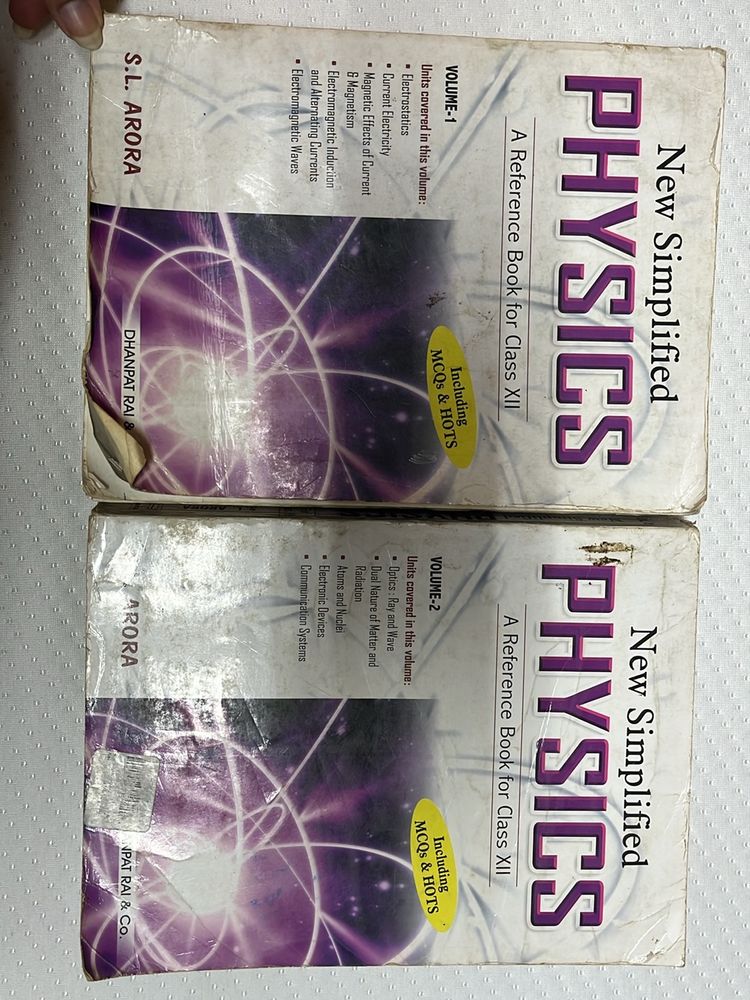 New Simplified
PHYSICS
A Reference Book for Class XII
VOLUME-1
Units covered in this volume:
▪ Electrostatics
▪ Current Electricity
▪ Magnetic Effects of Current
& Magnetism
▪ Electromagnetic Induction
and Alternating Currents
▪ Electromagnetic Waves
Including
MCQs & HOTS
S.L. ARORA
DHANPAT RAI &
New Simplified
PHYSICS
A Reference Book for Class XII
VOLUME-2
Units covered in this volume:
▪ Optics : Ray and Wave
▪ Dual Nature of Matter and
Radiation
▪ Atoms and Nuclei
▪ Electronic Devices
▪ Communication Systems
Including
MCQs & HOTS
ARORA
NPAT RAI & Co.